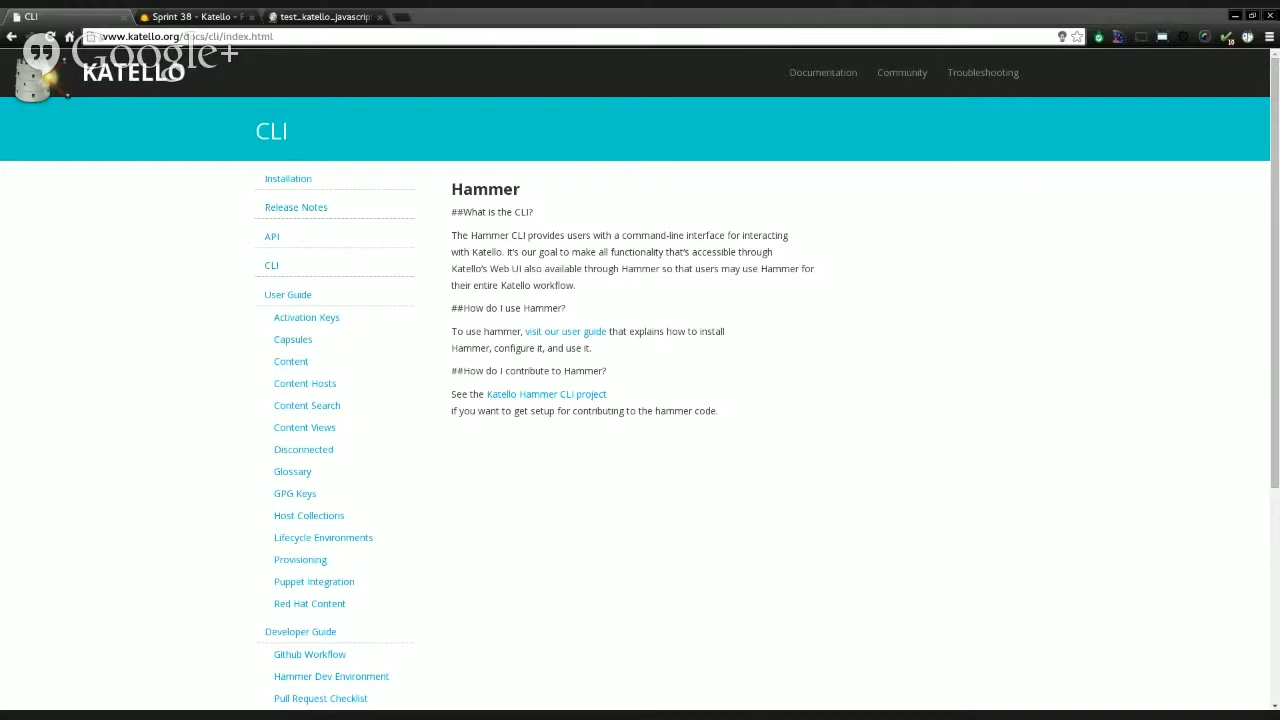 CLI
Sprint 38 - Katello - P
test_katello_javascrip
www.katello.org/docs/cli/index.html
Google+
KATELLO
Documentation Community Troubleshooting
CLI
Installation
Release Notes
API
CLI
User Guide
Activation Keys
Capsules
Content
Content Hosts
Content Search
Content Views
Disconnected
Glossary
GPG Keys
Host Collections
Lifecycle Environments
Provisioning
Puppet Integration
Red Hat Content
Developer Guide
Github Workflow
Hammer Dev Environment
Pull Request Checklist
Hammer
##What is the CLI?
The Hammer CLI provides users with a command-line interface for interacting
with Katello. It's our goal to make all functionality that's accessible through
Katello's Web UI also available through Hammer so that users may use Hammer for
their entire Katello workflow.
##How do I use Hammer?
To use hammer, visit our user guide that explains how to install
Hammer, configure it, and use it.
##How do I contribute to Hammer?
See the Katello Hammer CLI project
if you want to get setup for contributing to the hammer code.